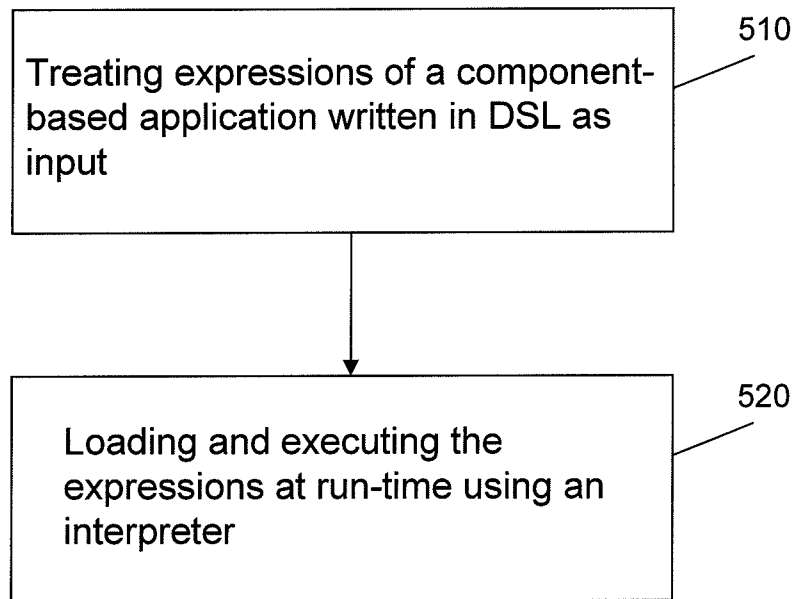 510
Treating expressions of a component-
based application written in DSL as
input
520
Loading and executing the
expressions at run-time using an
interpreter